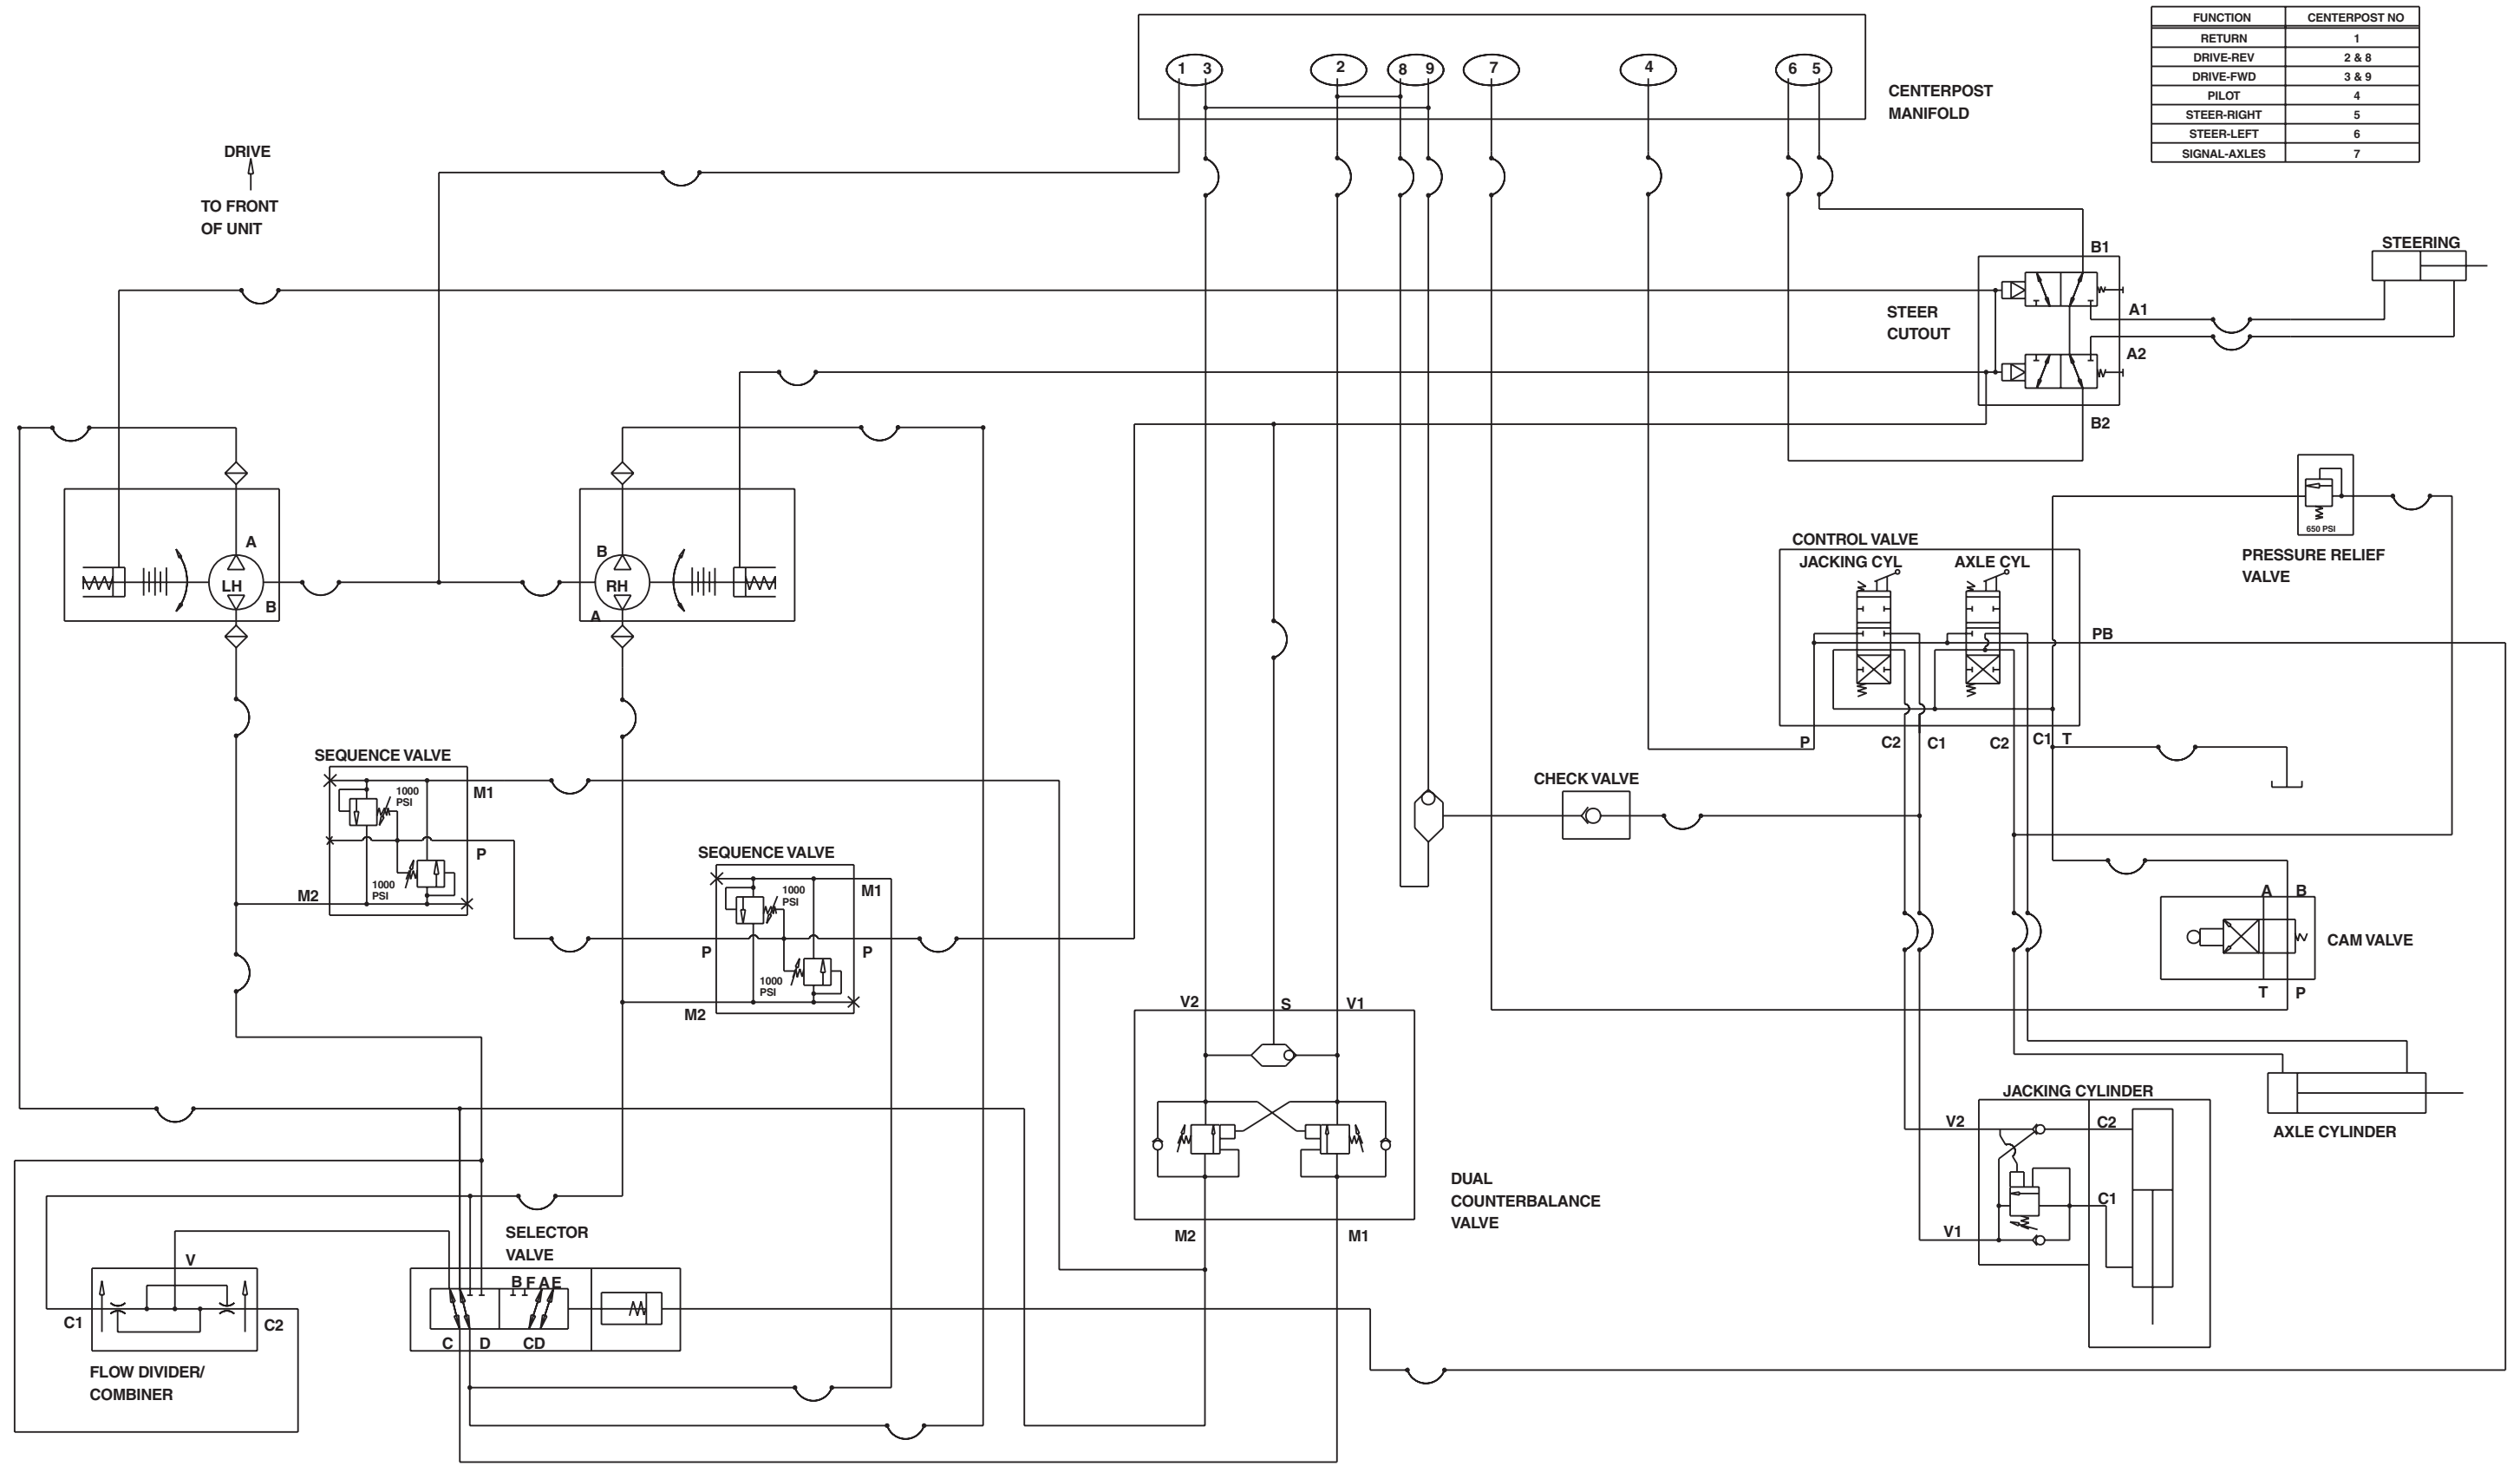 FUNCTION CENTERPOST NO
RETURN 1
DRIVE-REV 2 & 8
DRIVE-FWD 3 & 9
PILOT 4
STEER-RIGHT 5
STEER-LEFT 6
SIGNAL-AXLES 7
1 3 2 8 9 7 4 6 5
CENTERPOST
MANIFOLD
DRIVE
TO FRONT
OF UNIT
STEERING
B1
A1
STEER
CUTOUT
A2
B2
650 PSI
PRESSURE RELIEF
VALVE
CONTROL VALVE
JACKING CYL AXLE CYL
A
LH
B
B
RH
A
PB
P C2 C1 C2 C1 T
SEQUENCE VALVE
1000
PSI
M1
P
1000
PSI
M2
SEQUENCE VALVE
1000
PSI
M1
P P
1000
PSI
M2
CHECK VALVE
A B
CAM VALVE
T P
V2 S V1
DUAL
COUNTERBALANCE
VALVE
M2 M1
JACKING CYLINDER
V2 C2
C1
V1
AXLE CYLINDER
SELECTOR
VALVE
B F A E
C D CD
V
C1 C2
FLOW DIVIDER/
COMBINER